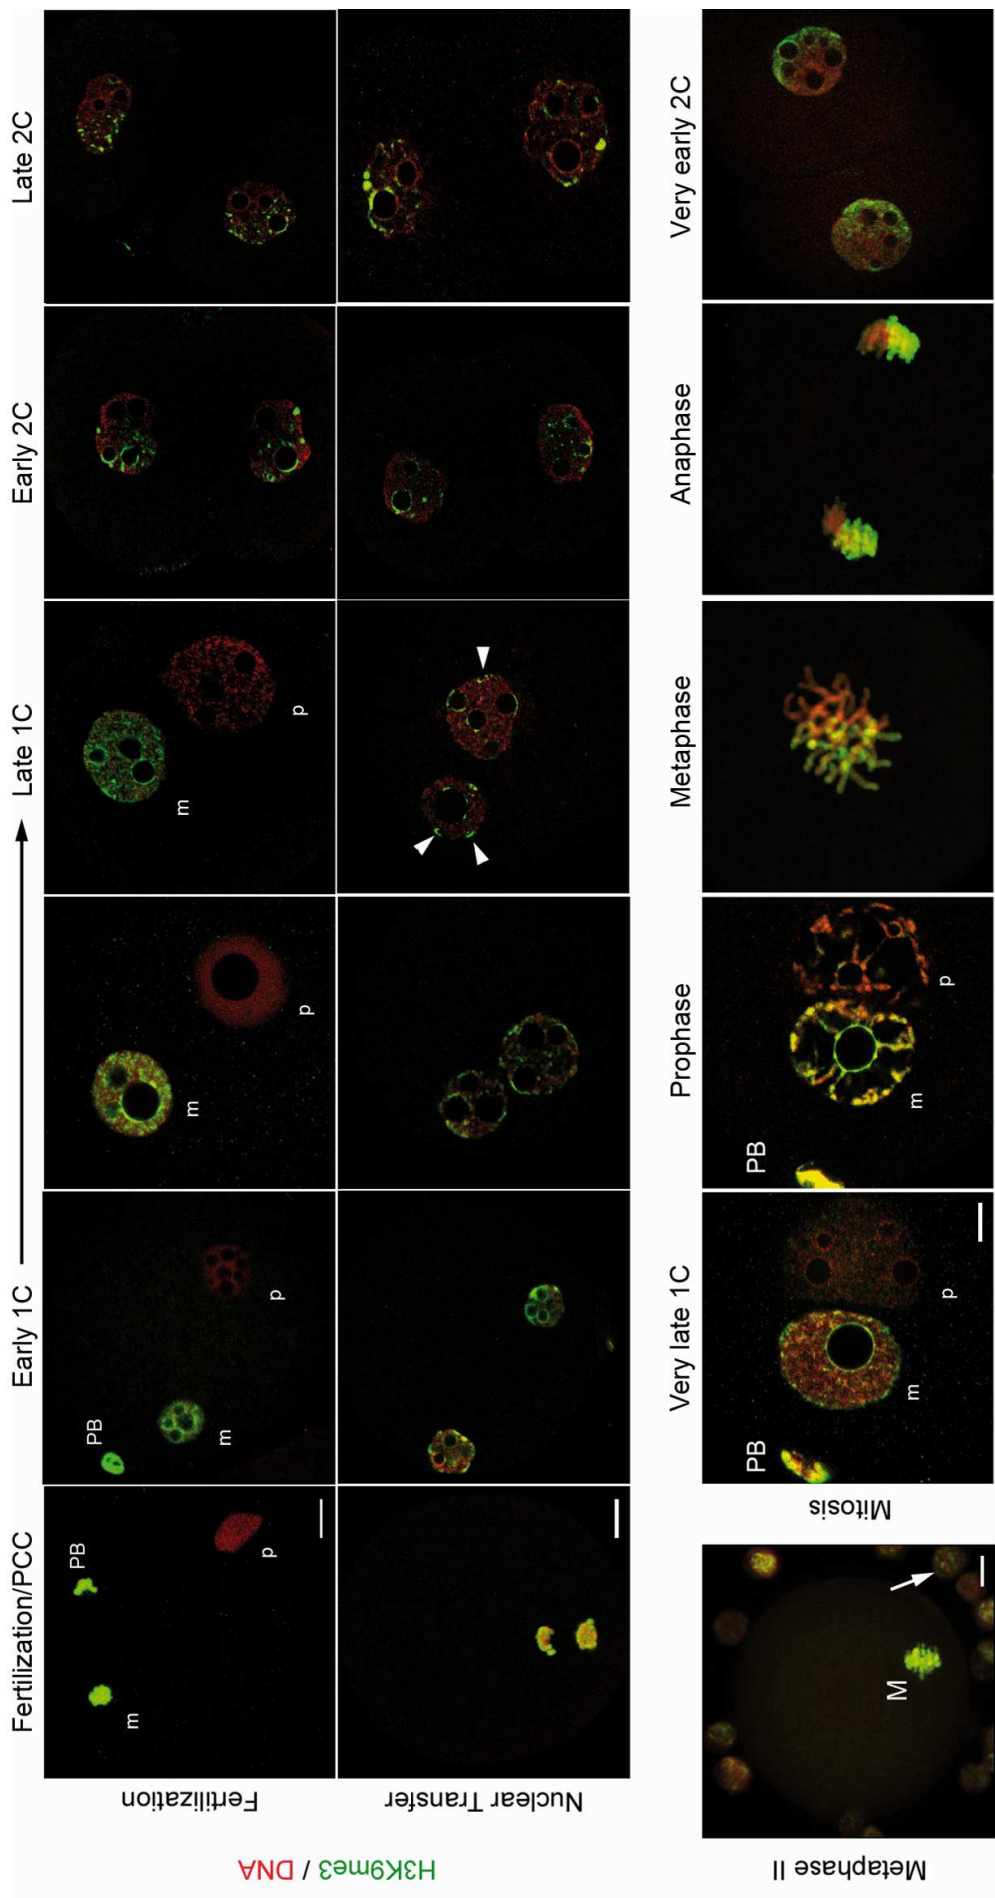 H3K9me3 / DNA
Fertilization
Nuclear Transfer
Fertilization/PCC
Early 1C
Late 1C
Early 2C
Late 2C
m
PB
p
PB
m
p
m
p
m
p
Metaphase II
M
Mitosis
Very late 1C
Prophase
Metaphase
Anaphase
Very early 2C
PB
m
p
PB
m
p